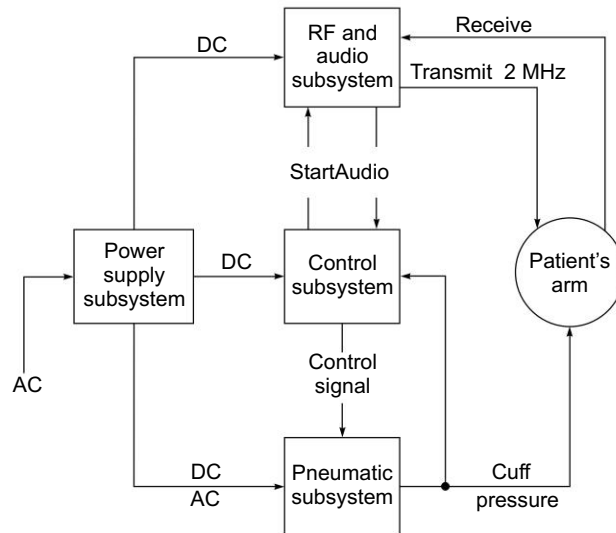 RF and
audio
subsystem
DC
Receive
Transmit 2 MHz
StartAudio
Power
supply
subsystem
DC
Control
subsystem
Patient's
arm
AC
Control
signal
DC
AC
Pneumatic
subsystem
Cuff
pressure